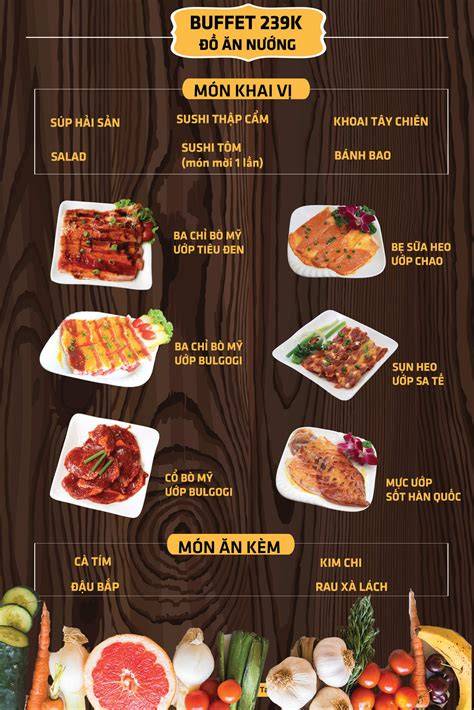 BUFFET 239K
ĐỒ ĂN NƯỚNG
MÓN KHAI VỊ
SÚP HẢI SẢN
SUSHI THẬP CẨM
KHOAI TÂY CHIÊN
SALAD
SUSHI TÔM
(món mời 1 lần)
BÁNH BAO
BA CHỈ BÒ MỸ
ƯỚP TIÊU ĐEN
BẸ SỮA HEO
ƯỚP CHAO
BA CHỈ BÒ MỸ
ƯỚP BULGOGI
SỤN HEO
ƯỚP SA TẾ
CỔ BÒ MỸ
ƯỚP BULGOGI
MỰC ƯỚP
SỐT HÀN QUỐC
MÓN ĂN KÈM
CÀ TÍM
KIM CHI
ĐẬU BẮP
RAU XÀ LÁCH